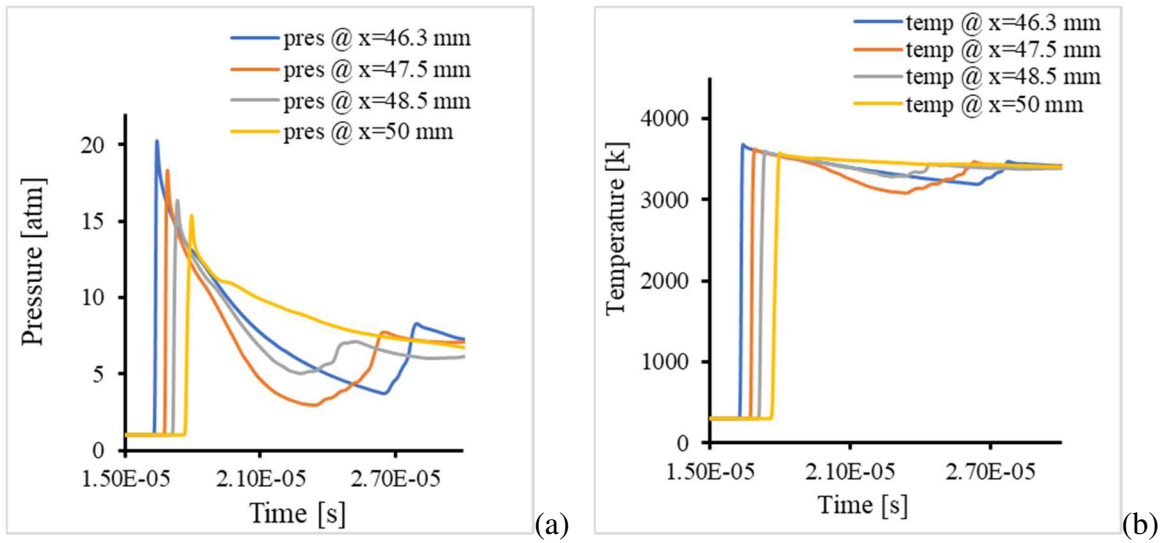 pres @ x=46.3 mm
pres @ x=47.5 mm
pres @ x=48.5 mm
pres @ x=50 mm
20
15
10
5
0
Pressure [atm]
1.50E-05 2.10E-05 2.70E-05
Time [s]
(a)
temp @ x=46.3 mm
temp @ x=47.5 mm
temp @ x=48.5 mm
temp @ x=50 mm
4000
3000
2000
1000
0
Temperature [k]
1.50E-05 2.10E-05 2.70E-05
Time [s]
(b)